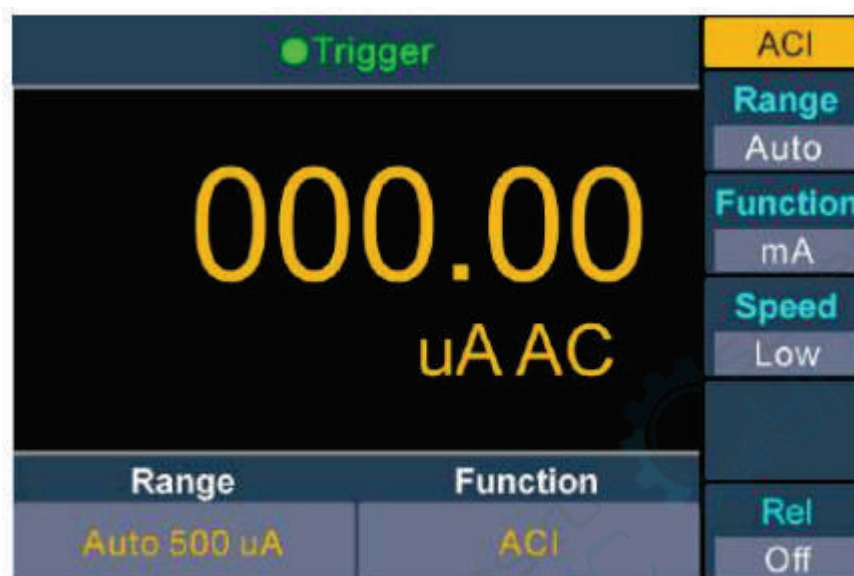 Trigger
ACI
Range
Auto
Function
mA
Speed
Low
Rel
Off
000.00
uA AC
Range
Function
Auto 500 uA
ACI